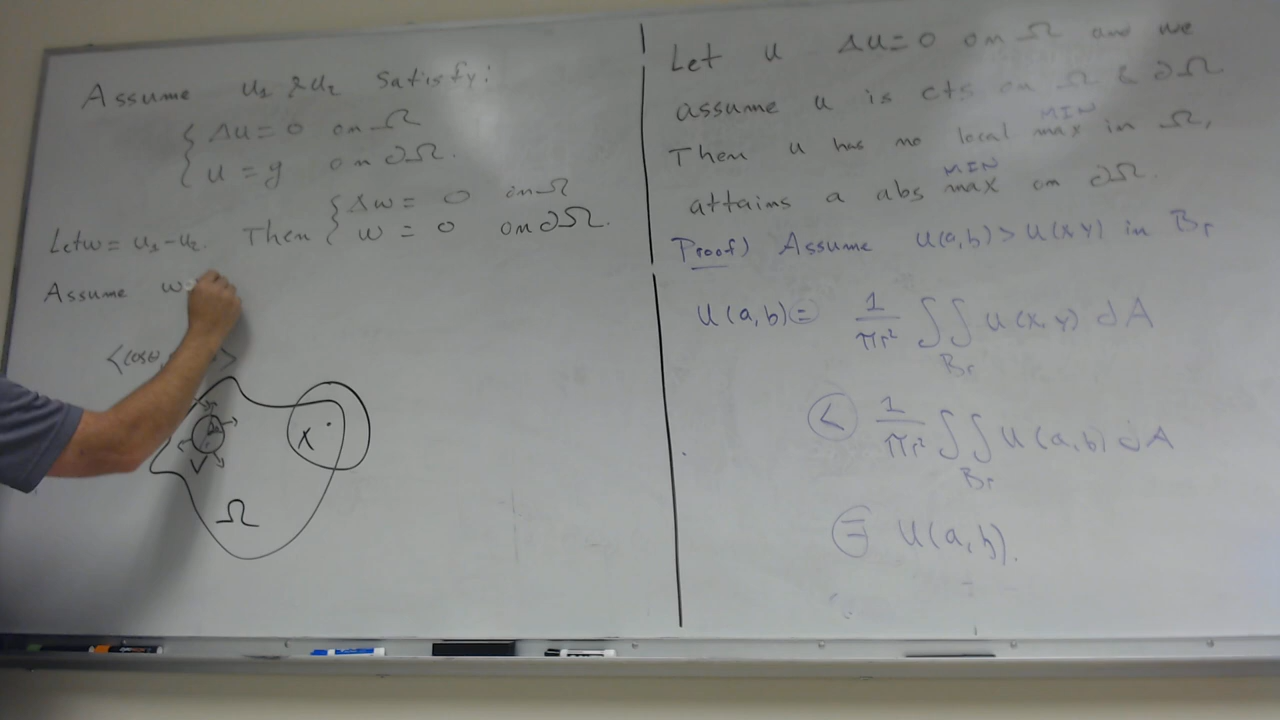 Assume u₁ & u₂ satisfy:
{ Δu = 0 on Ω
u = g on ∂Ω.
Let w = u₁ - u₂. Then { Δw = 0 in Ω
w = 0 on ∂Ω.
Assume w
<cosθ, >
X
Ω
Let u Δu = 0 on Ω and we
assume u is cts on Ω & ∂Ω
MIN
Then u has no local max in Ω,
MIN
attains a abs max on ∂Ω.
Proof) Assume u(a,b) > u(x,y) in Br
u(a,b) = 1/πr² ∫∫Br u(x,y) dA
< 1/πr² ∫∫Br u(a,b) dA
= u(a,b).